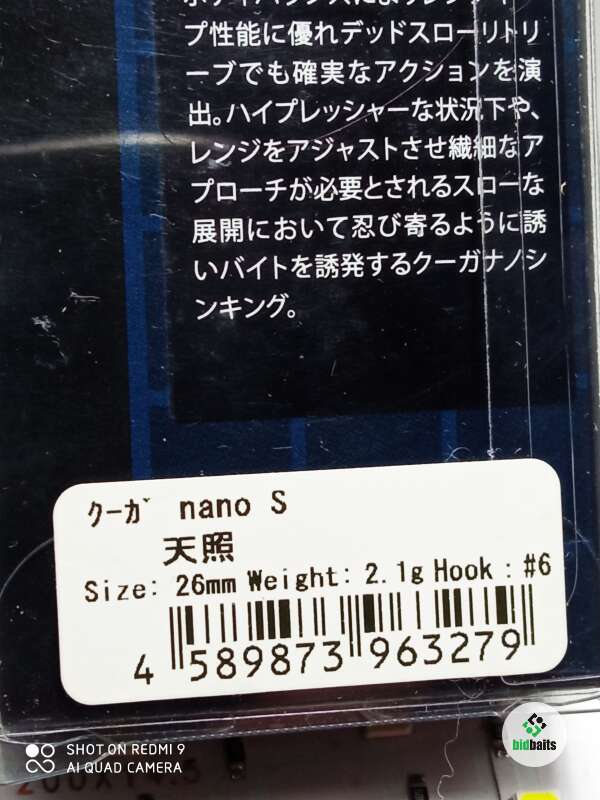 プ性能に優れデッドスローリトリ
ーブでも確実なアクションを演
出。ハイプレッシャーな状況下や、
レンジをアジャストさせ繊細なア
プローチが必要とされるスローな
展開において忍び寄るように誘
いバイトを誘発するクーガナノシ
ンキング。
クーガ nano S
天照
Size: 26mm Weight: 2.1g Hook : #6
4 589873 963279
SHOT ON REDMI 9
AI QUAD CAMERA
bidbaits